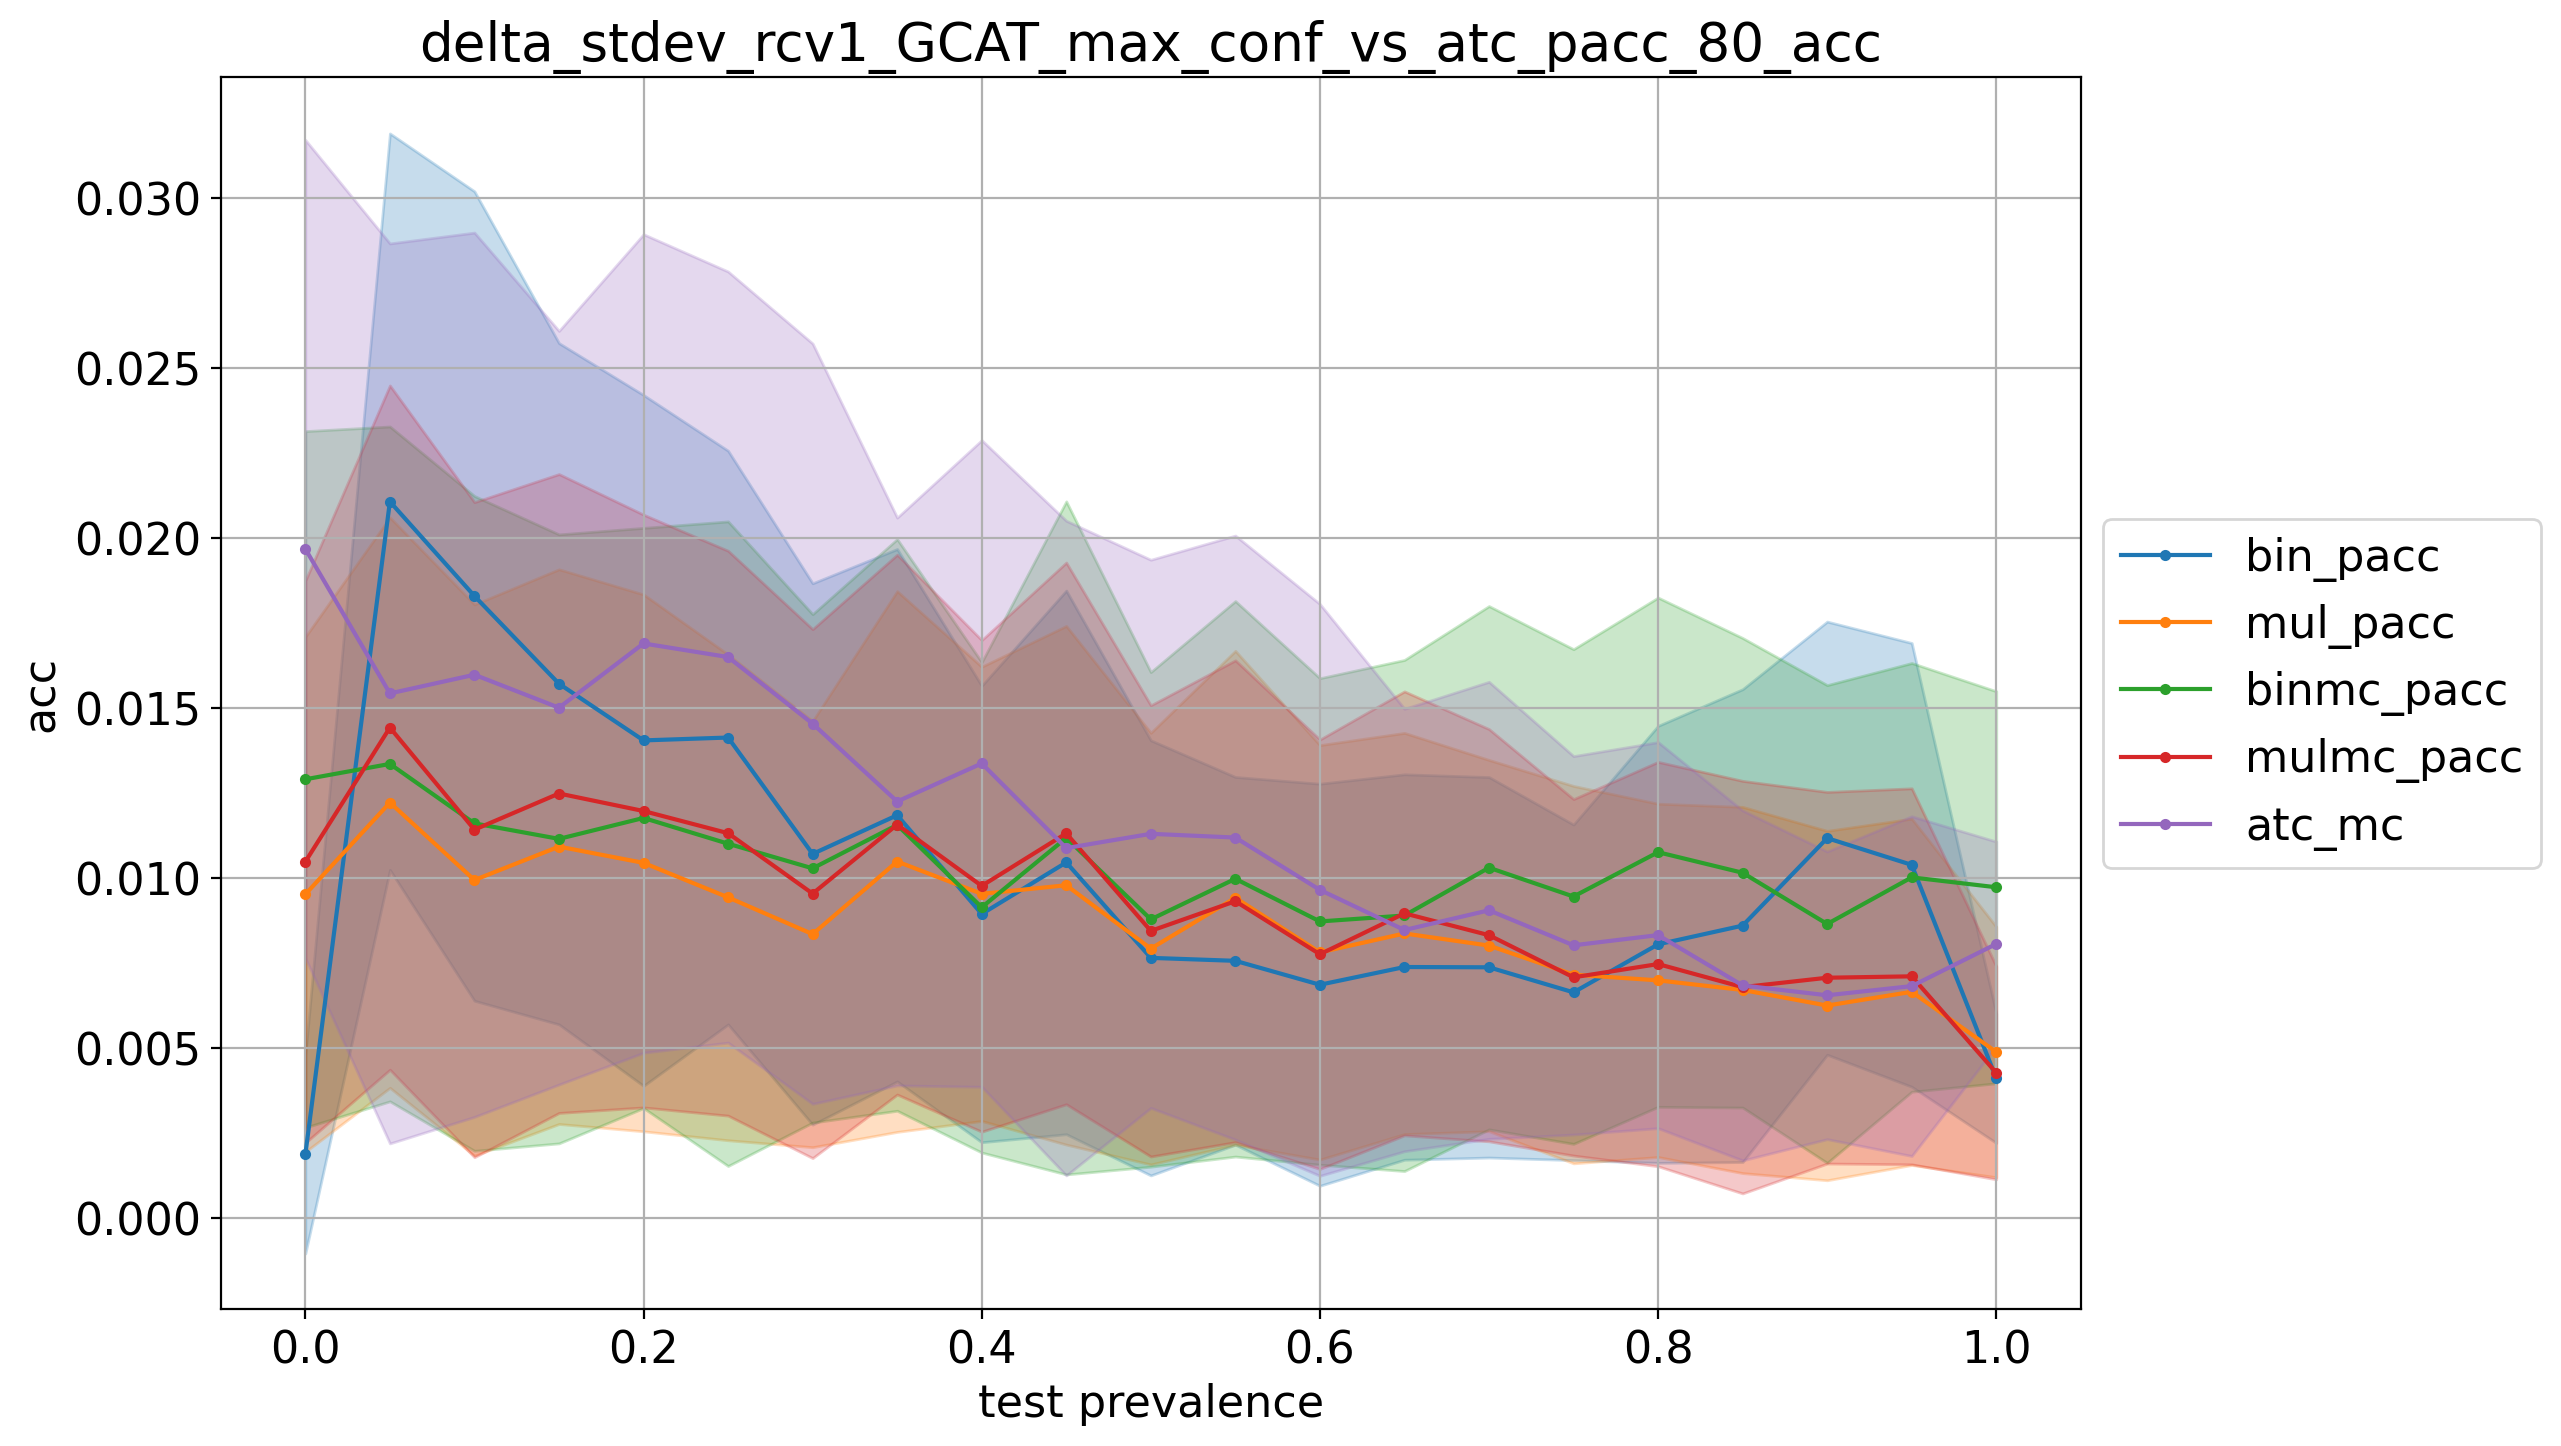 delta_stdev_rcv1_GCAT_max_conf_vs_atc_pacc_80_acc
acc
0.030
0.025
0.020
0.015
0.010
0.005
0.000
0.0 0.2 0.4 0.6 0.8 1.0
test prevalence
bin_pacc
mul_pacc
binmc_pacc
mulmc_pacc
atc_mc